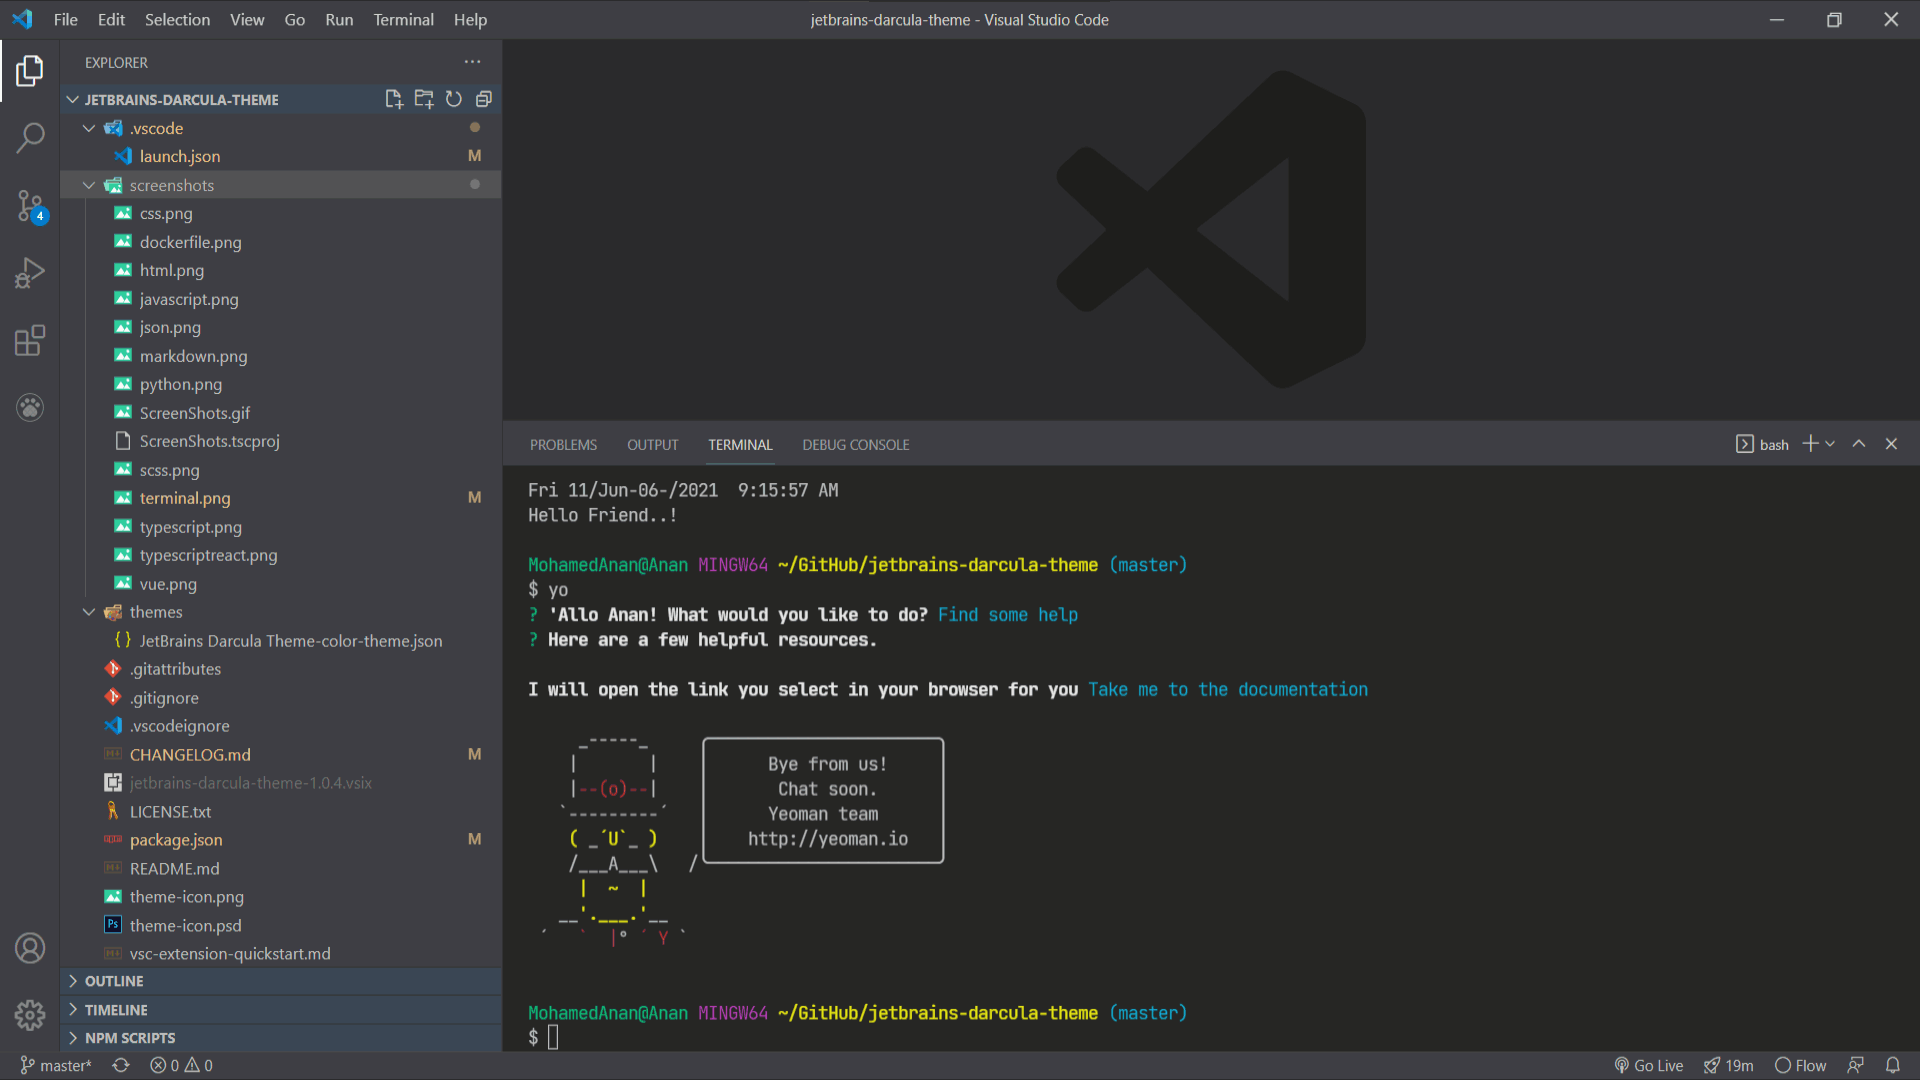 File Edit Selection View Go Run Terminal Help
jetbrains-darcula-theme - Visual Studio Code
EXPLORER
JETBRAINS-DARCULA-THEME
.vscode
launch.json M
screenshots
css.png
dockerfile.png
html.png
javascript.png
json.png
markdown.png
python.png
ScreenShots.gif
ScreenShots.tscproj
scss.png
terminal.png M
typescript.png
typescriptreact.png
vue.png
themes
{} JetBrains Darcula Theme-color-theme.json
.gitattributes
.gitignore
.vscodeignore
CHANGELOG.md M
jetbrains-darcula-theme-1.0.4.vsix
LICENSE.txt
package.json M
README.md
theme-icon.png
Ps theme-icon.psd
vsc-extension-quickstart.md
OUTLINE
TIMELINE
NPM SCRIPTS
4
PROBLEMS OUTPUT TERMINAL DEBUG CONSOLE
bash
Fri 11/Jun-06-/2021  9:15:57 AM
Hello Friend..!
MohamedAnan@Anan MINGW64 ~/GitHub/jetbrains-darcula-theme (master)
$ yo
? 'Allo Anan! What would you like to do? Find some help
? Here are a few helpful resources.
I will open the link you select in your browser for you Take me to the documentation
     _-----_
    |       |
    |--(o)--|
   `---------´
    ( _´U`_ )
    /___A___\   /
     |  ~  |
   __'.___.'__
 ´   `  |° ´ Y `
Bye from us!
Chat soon.
Yeoman team
http://yeoman.io
MohamedAnan@Anan MINGW64 ~/GitHub/jetbrains-darcula-theme (master)
$
master* 0 0
Go Live 19m Flow